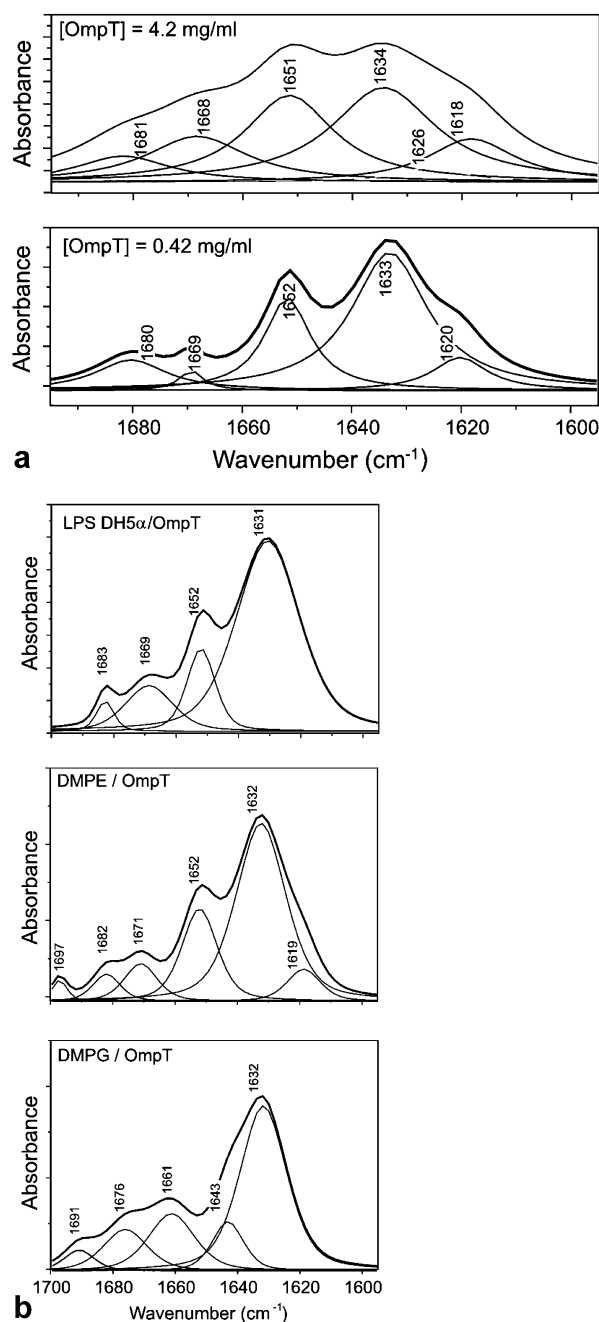 [OmpT] = 4.2 mg/ml
Absorbance
1681
1668
1651
1634
1626
1618
[OmpT] = 0.42 mg/ml
Absorbance
1680
1669
1652
1633
1620
1680 1660 1640 1620 1600
a Wavenumber (cm-1)
LPS DH5α/OmpT
Absorbance
1683
1669
1652
1631
DMPE / OmpT
Absorbance
1697
1682
1671
1652
1632
1619
DMPG / OmpT
Absorbance
1691
1676
1661
1643
1632
1700 1680 1660 1640 1620 1600
b Wavenumber (cm-1)